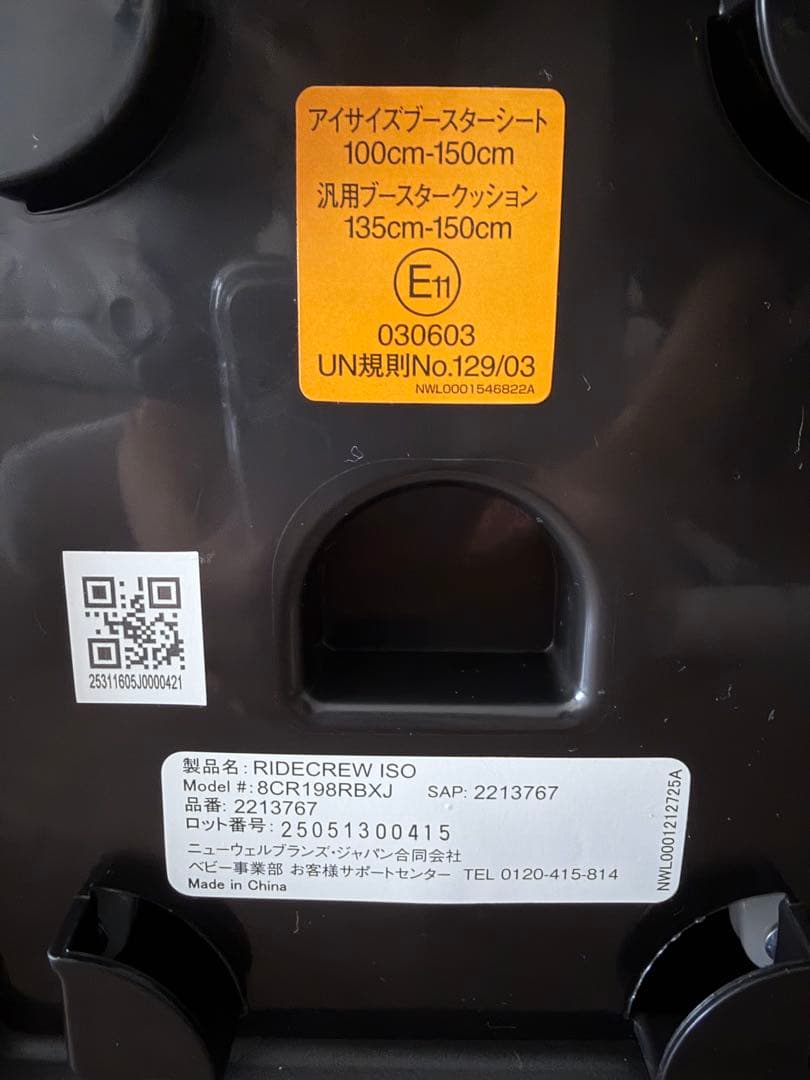 アイサイズブースターシート
100cm-150cm
汎用ブースタークッション
135cm-150cm
E11
030603
UN規則No.129/03
NWL0001546822A
25311605J0000421
製品名: RIDECREW ISO
Model #: 8CR198RBXJ SAP: 2213767
品番: 2213767
ロット番号: 25051300415
ニューウェルブランズ・ジャパン合同会社
ベビー事業部 お客様サポートセンター TEL 0120-415-814
Made in China
NWL0001212725A